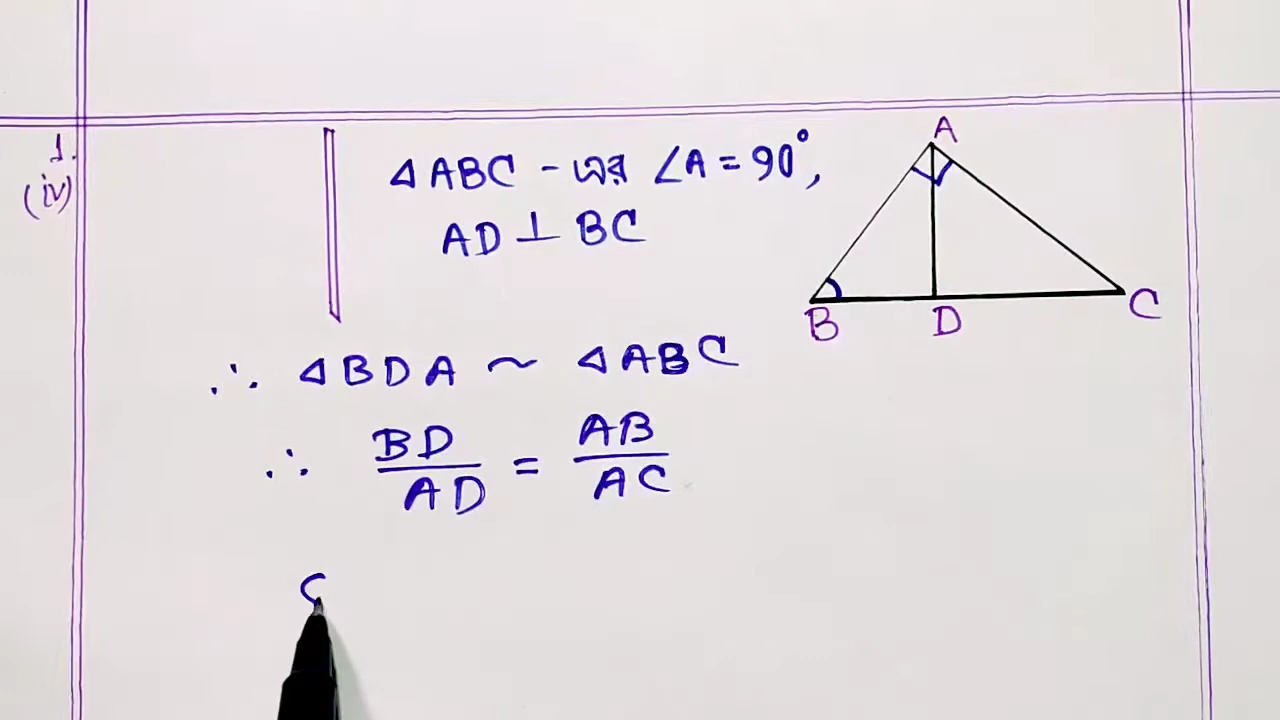 1.
(iv)
△ABC - এর ∠A = 90°,
AD ⊥ BC
A
B
D
C
∴ △BDA ~ △ABC
∴ BD/AD = AB/AC